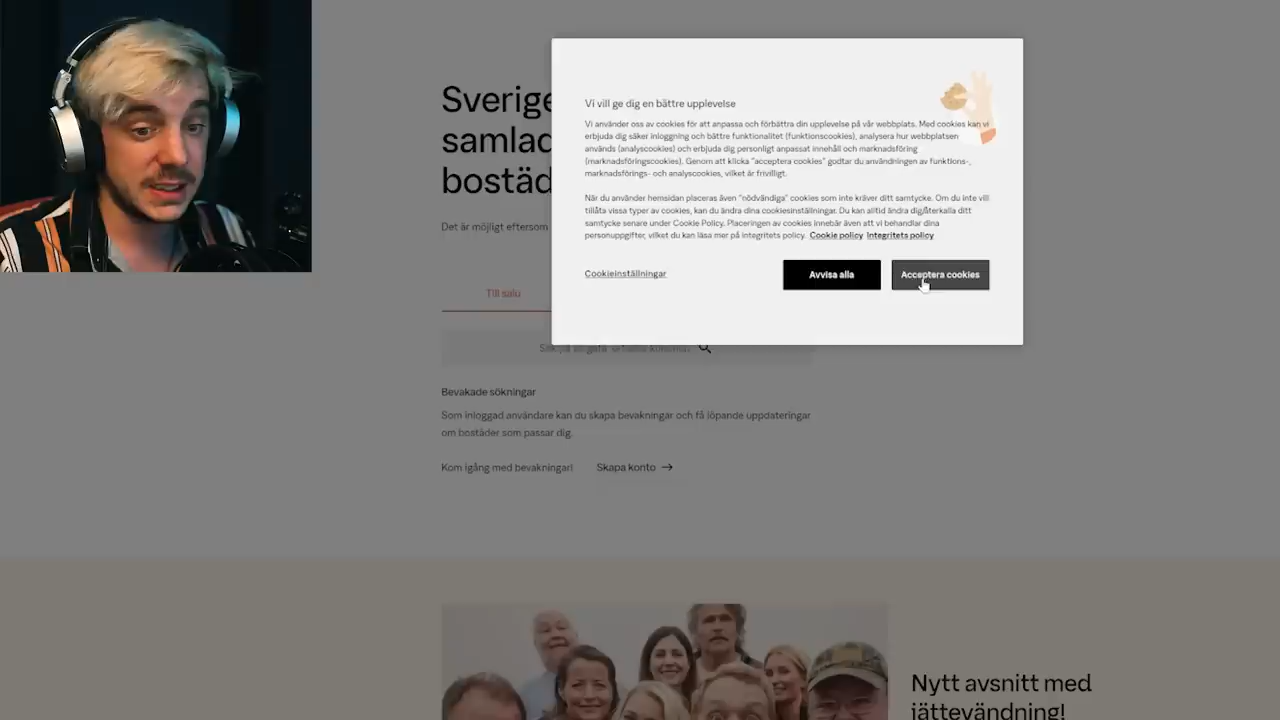 Sverige
samlad
bostäd
Det är möjligt eftersom
Till salu
Vi vill ge dig en bättre upplevelse
Vi använder oss av cookies för att anpassa och förbättra din upplevelse på vår webbplats. Med cookies kan vi
erbjuda dig säker inloggning och bättre funktionalitet (funktionscookies), analysera hur webbplatsen
används (analyscookies) och erbjuda dig personligt anpassat innehåll och marknadsföring
(marknadsföringscookies). Genom att klicka "acceptera cookies" godtar du användningen av funktions-,
marknadsförings- och analyscookies, vilket är frivilligt.
När du använder hemsidan placeras även "nödvändiga" cookies som inte kräver ditt samtycke. Om du inte vill
tillåta vissa typer av cookies, kan du ändra dina cookiesinställningar. Du kan alltid ändra dig/återkalla ditt
samtycke senare under Cookie Policy. Placeringen av cookies innebär även att vi behandlar dina
personuppgifter, vilket du kan läsa mer på integritets policy. Cookie policy Integritets policy
Cookieinställningar
Avvisa alla
Acceptera cookies
Bevakade sökningar
Som inloggad användare kan du skapa bevakningar och få löpande uppdateringar
om bostäder som passar dig.
Kom igång med bevakningar!
Skapa konto
Nytt avsnitt med
jättevändning!